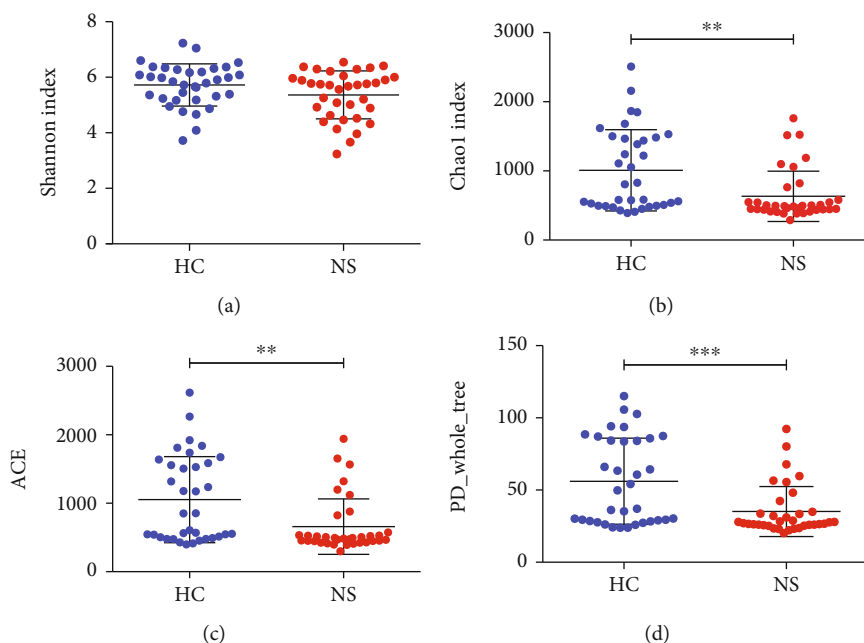 8
6
4
2
0
Shannon index
HC
NS
(a)
3000
2000
1000
0
Chao1 index
**
HC
NS
(b)
3000
2000
1000
0
ACE
**
HC
NS
(c)
150
100
50
0
PD_whole_tree
***
HC
NS
(d)